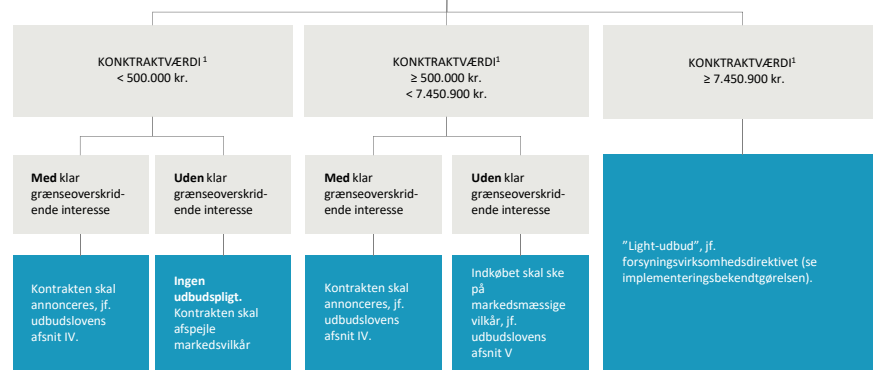 KONKTRAKTVÆRDI¹
< 500.000 kr.
KONKTRAKTVÆRDI¹
≥ 500.000 kr.
< 7.450.900 kr.
KONKTRAKTVÆRDI¹
≥ 7.450.900 kr.
Med klar
grænseoverskrid-
ende interesse
Uden klar
grænseoverskrid-
ende interesse
Med klar
grænseoverskrid-
ende interesse
Uden klar
grænseoverskrid-
ende interesse
Kontrakten skal
annonceres, jf.
udbudslovens
afsnit IV.
Ingen
udbudspligt.
Kontrakten skal
afspejle
markedsvilkår
Kontrakten skal
annonceres, jf.
udbudslovens
afsnit IV.
Indkøbet skal ske
på
markedsmæssige
vilkår, jf.
udbudslovens
afsnit V
”Light-udbud”, jf.
forsyningsvirksomhedsdirektivet (se
implementeringsbekendtgørelsen).